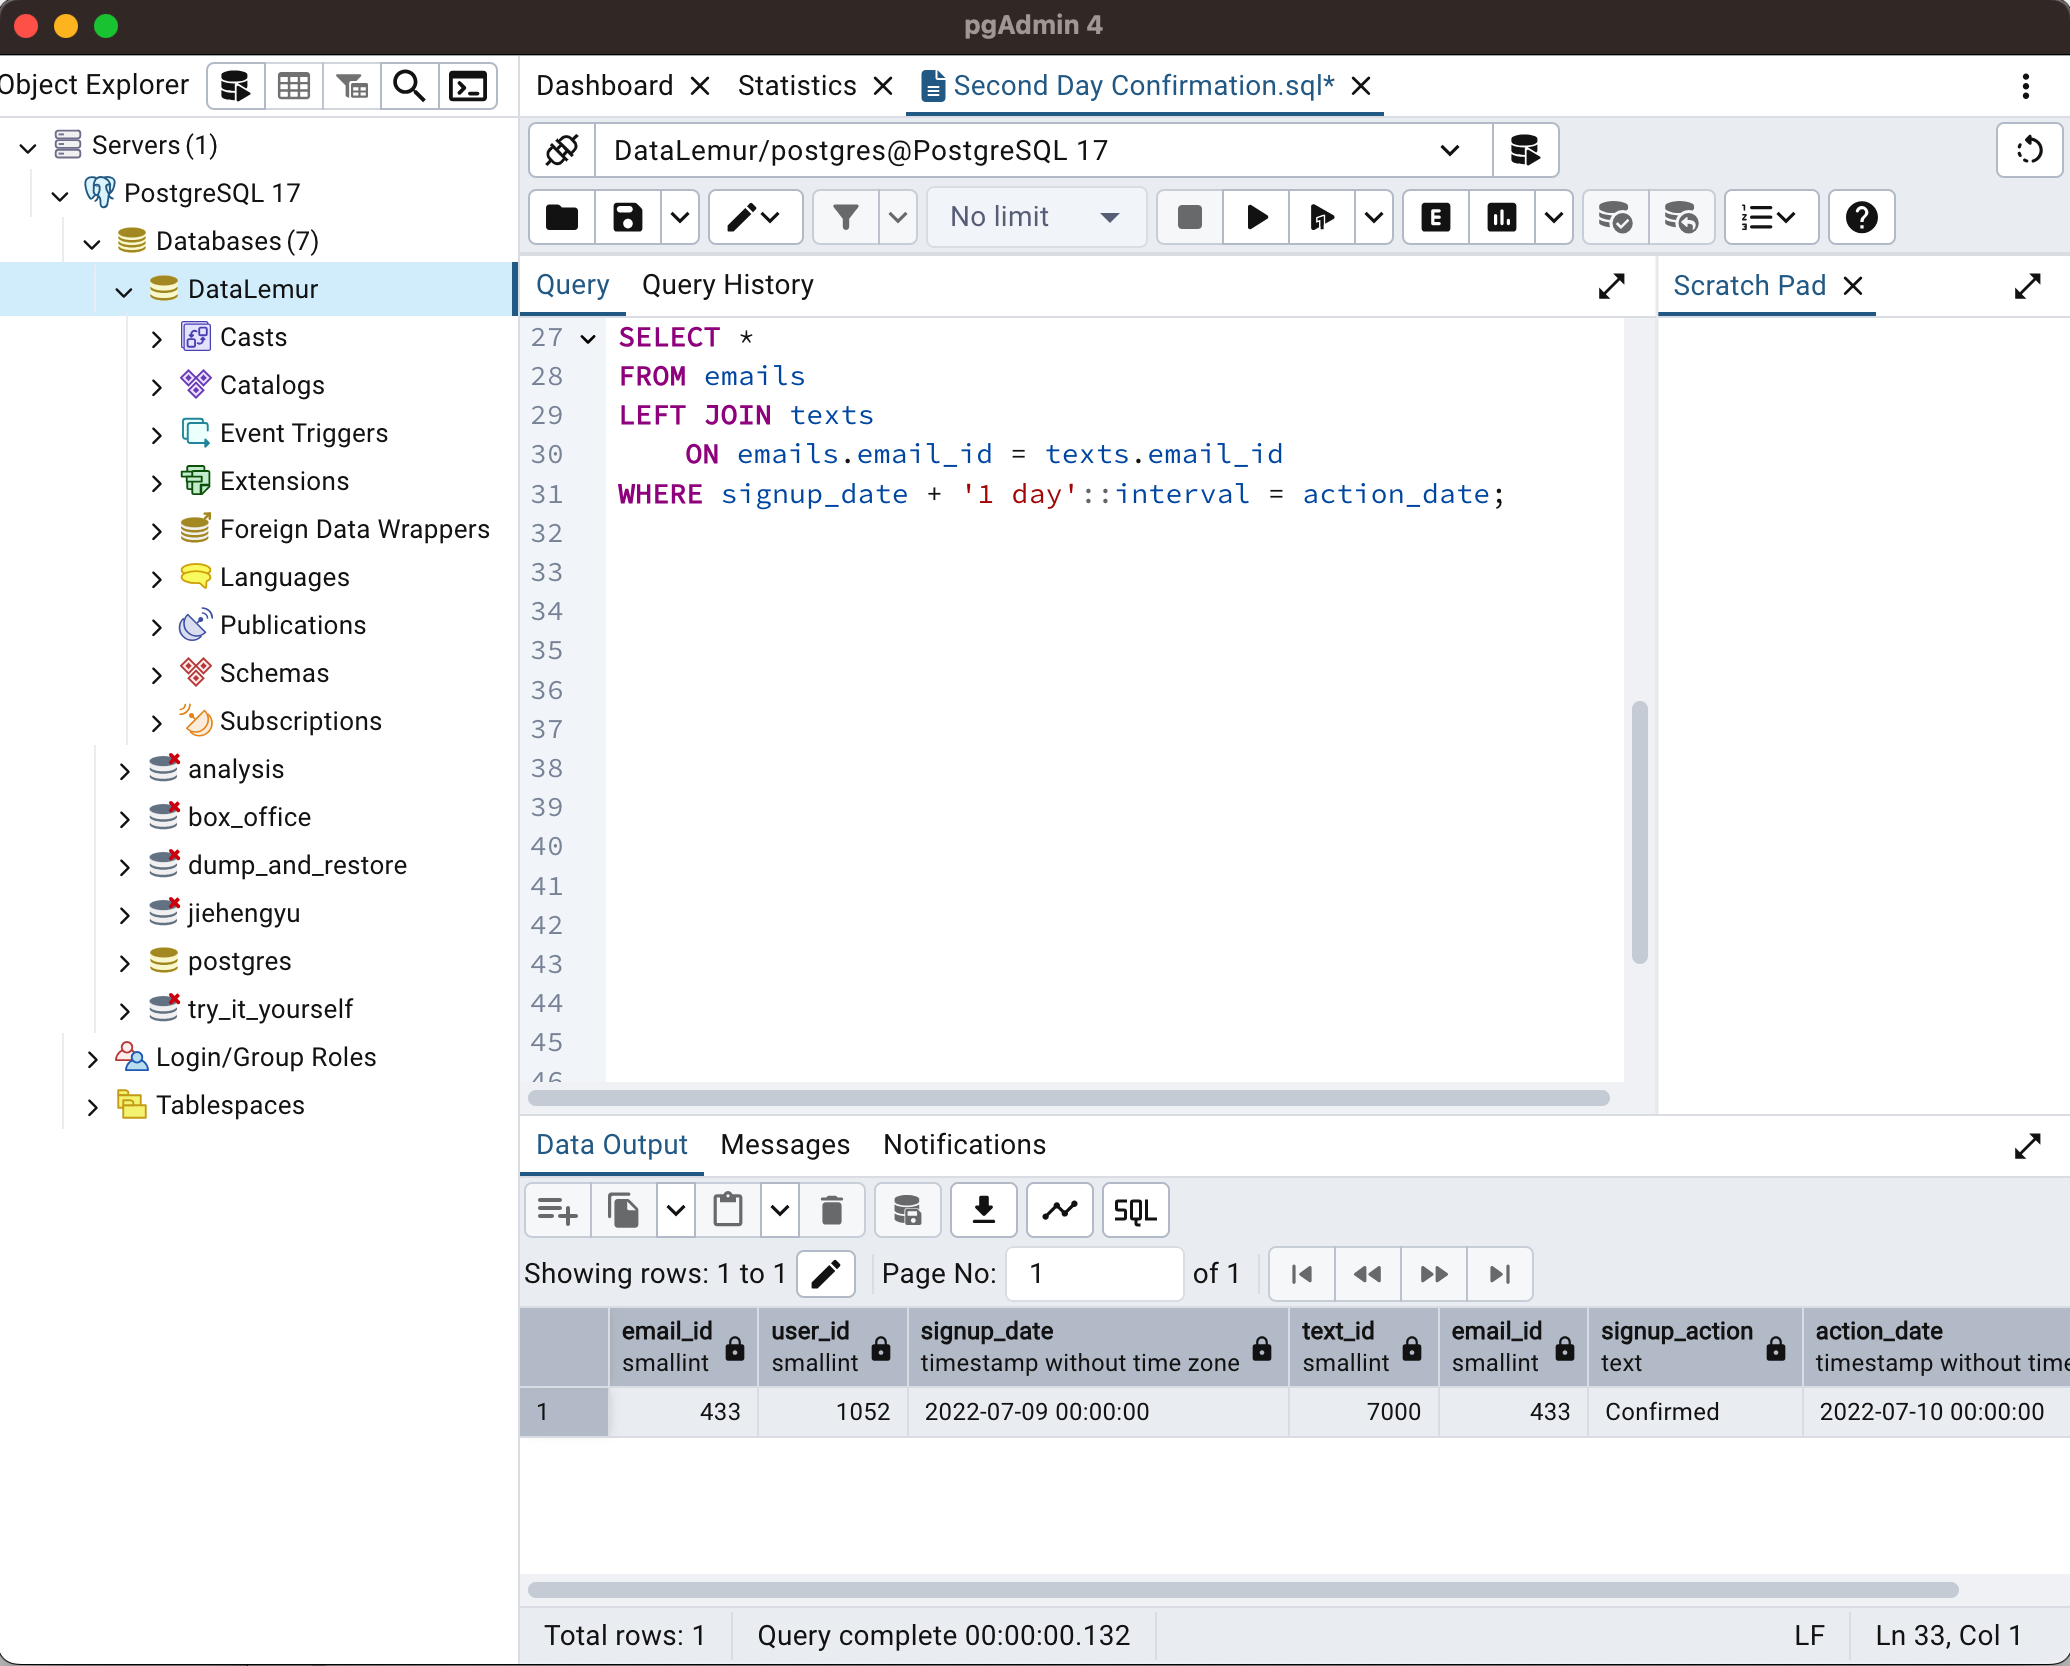 pgAdmin 4
Object Explorer
Dashboard
Statistics
Second Day Confirmation.sql*
Servers (1)
PostgreSQL 17
Databases (7)
DataLemur
Casts
Catalogs
Event Triggers
Extensions
Foreign Data Wrappers
Languages
Publications
Schemas
Subscriptions
analysis
box_office
dump_and_restore
jiehengyu
postgres
try_it_yourself
Login/Group Roles
Tablespaces
DataLemur/postgres@PostgreSQL 17
No limit
E
Query
Query History
Scratch Pad
27 SELECT *
28 FROM emails
29 LEFT JOIN texts
30     ON emails.email_id = texts.email_id
31 WHERE signup_date + '1 day'::interval = action_date;
32
33
34
35
36
37
38
39
40
41
42
43
44
45
46
Data Output
Messages
Notifications
SQL
Showing rows: 1 to 1
Page No: 1 of 1
email_id user_id signup_date text_id email_id signup_action action_date
smallint smallint timestamp without time zone smallint smallint text timestamp without time
1 433 1052 2022-07-09 00:00:00 7000 433 Confirmed 2022-07-10 00:00:00
Total rows: 1
Query complete 00:00:00.132
LF
Ln 33, Col 1